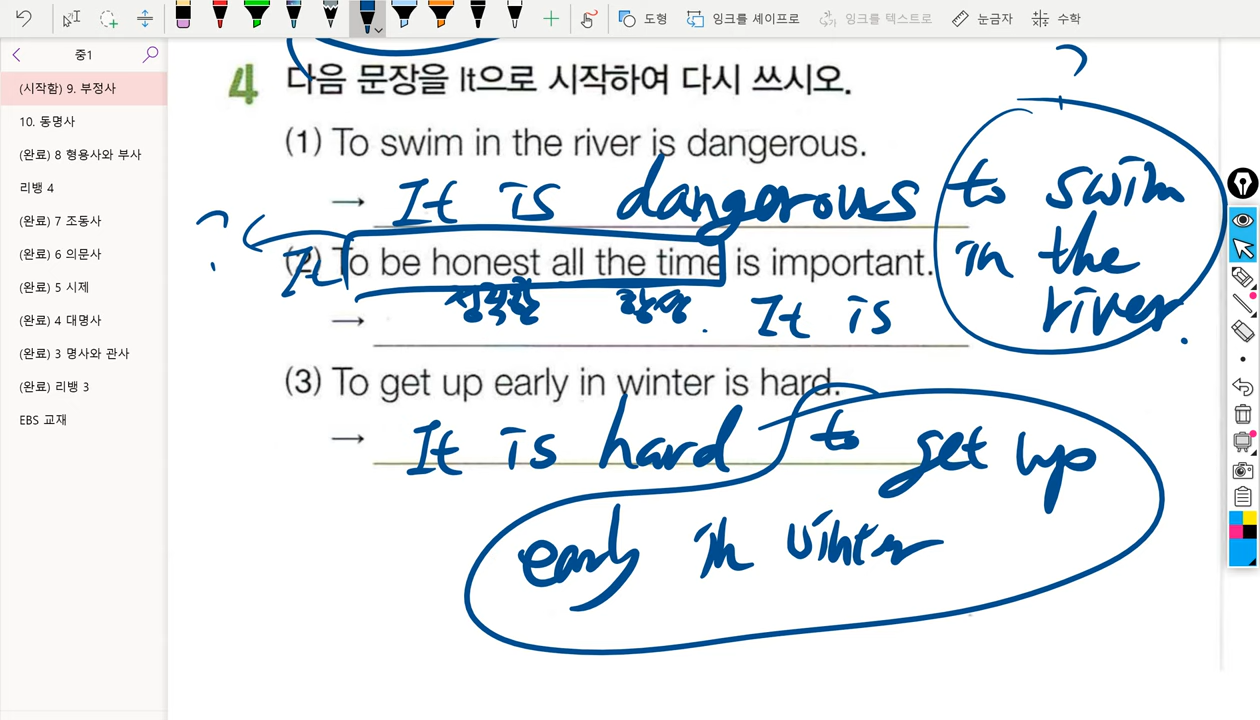 도형
잉크를 셰이프로
잉크를 텍스트로
눈금자
수학
중1
(시작함) 9. 부정사
10. 동명사
(완료) 8 형용사와 부사
리뱅 4
(완료) 7 조동사
(완료) 6 의문사
(완료) 5 시제
(완료) 4 대명사
(완료) 3 명사와 관사
(완료) 리뱅 3
EBS 교재
?
4 다음 문장을 It으로 시작하여 다시 쓰시오.
(1) To swim in the river is dangerous.
→ It is dangerous to swim
in the
river.
?
It
(2) To be honest all the time is important.
정직한 항상
→ . It is
(3) To get up early in winter is hard.
→ It is hard to get up
early in winter